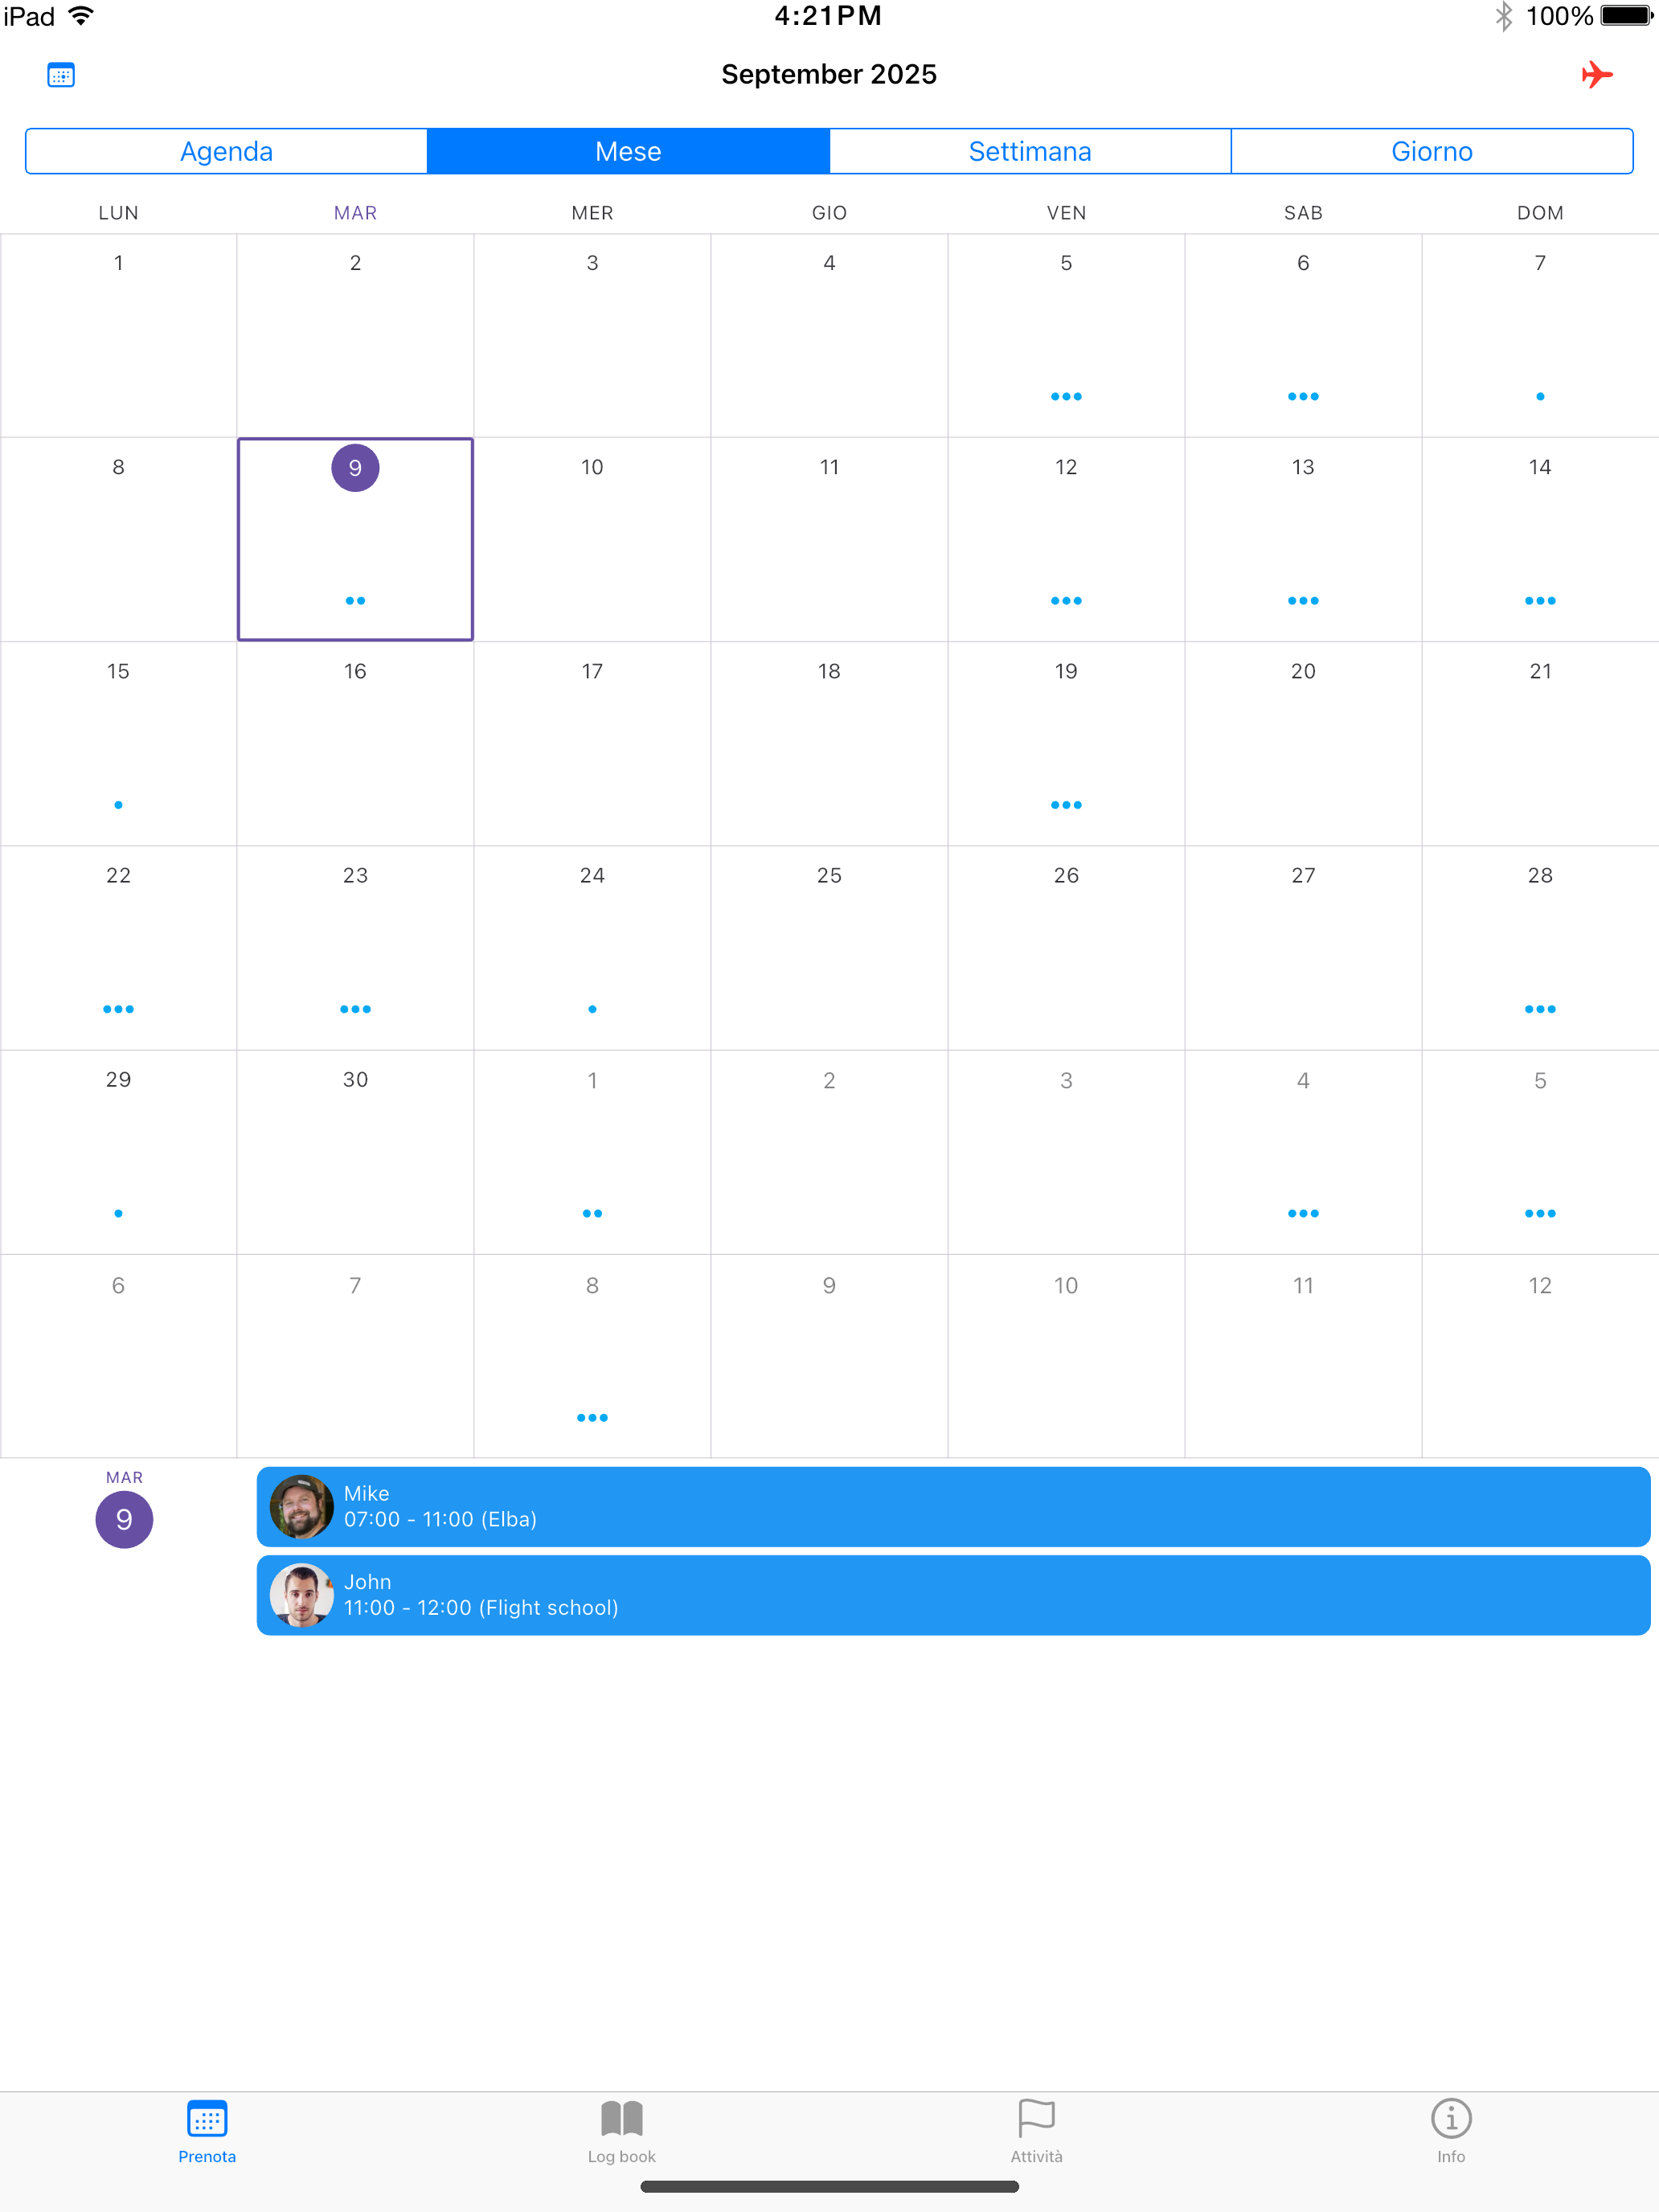 iPad 4:21 PM 100%
September 2025
Agenda Mese Settimana Giorno
LUN MAR MER GIO VEN SAB DOM
1 2 3 4 5 6 7
8 9 10 11 12 13 14
15 16 17 18 19 20 21
22 23 24 25 26 27 28
29 30 1 2 3 4 5
6 7 8 9 10 11 12
MAR
9
Mike
07:00 - 11:00 (Elba)
John
11:00 - 12:00 (Flight school)
Prenota Log book Attività Info